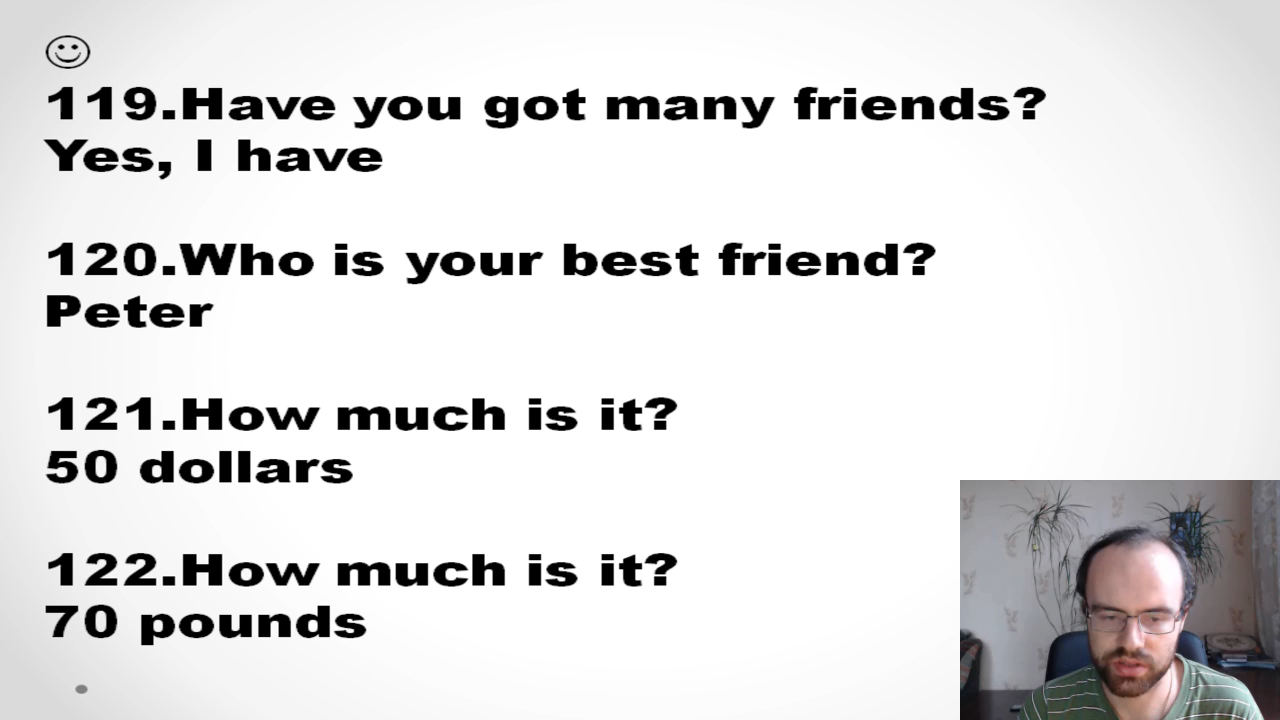 119.Have you got many friends?
Yes, I have
120.Who is your best friend?
Peter
121.How much is it?
50 dollars
122.How much is it?
70 pounds